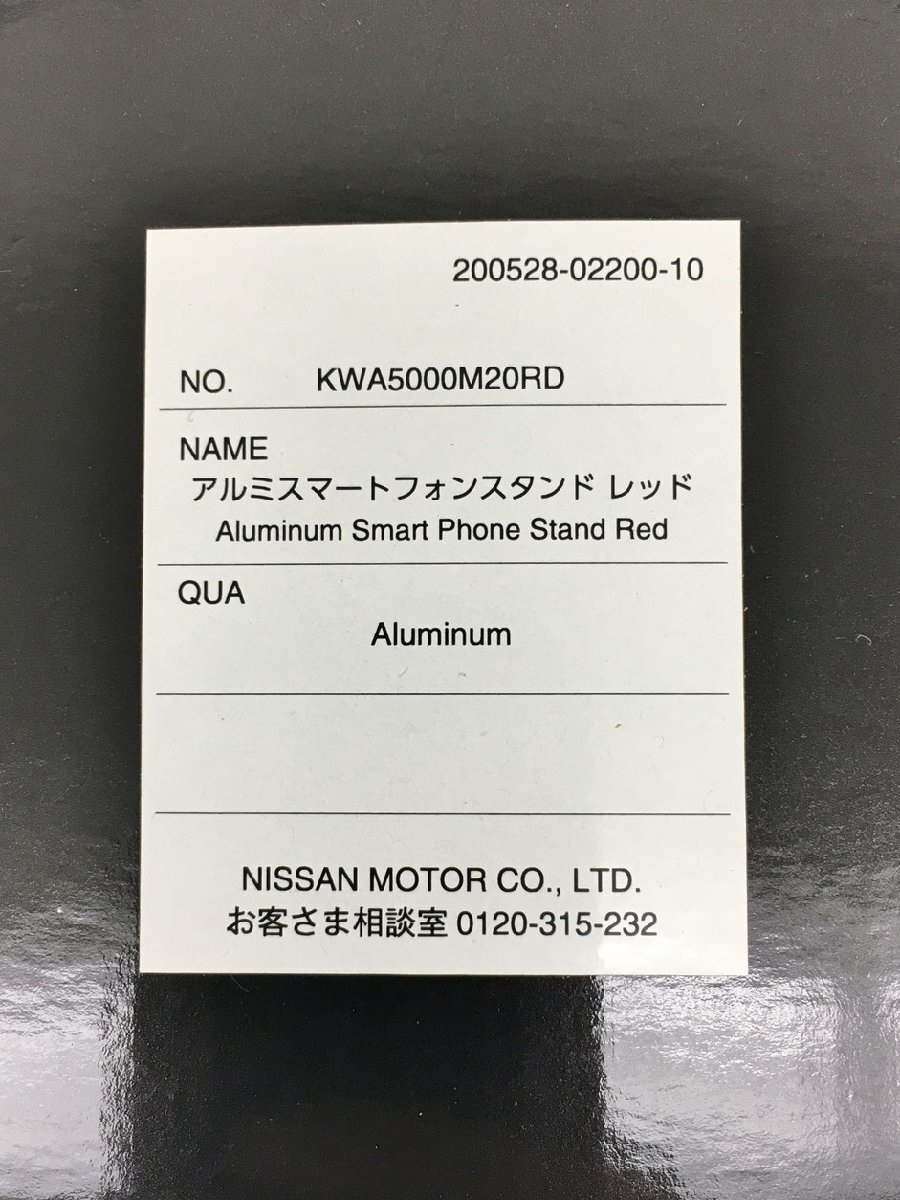 200528-02200-10
NO. KWA5000M20RD
NAME
アルミスマートフォンスタンド レッド
Aluminum Smart Phone Stand Red
QUA
Aluminum
NISSAN MOTOR CO., LTD.
お客さま相談室 0120-315-232